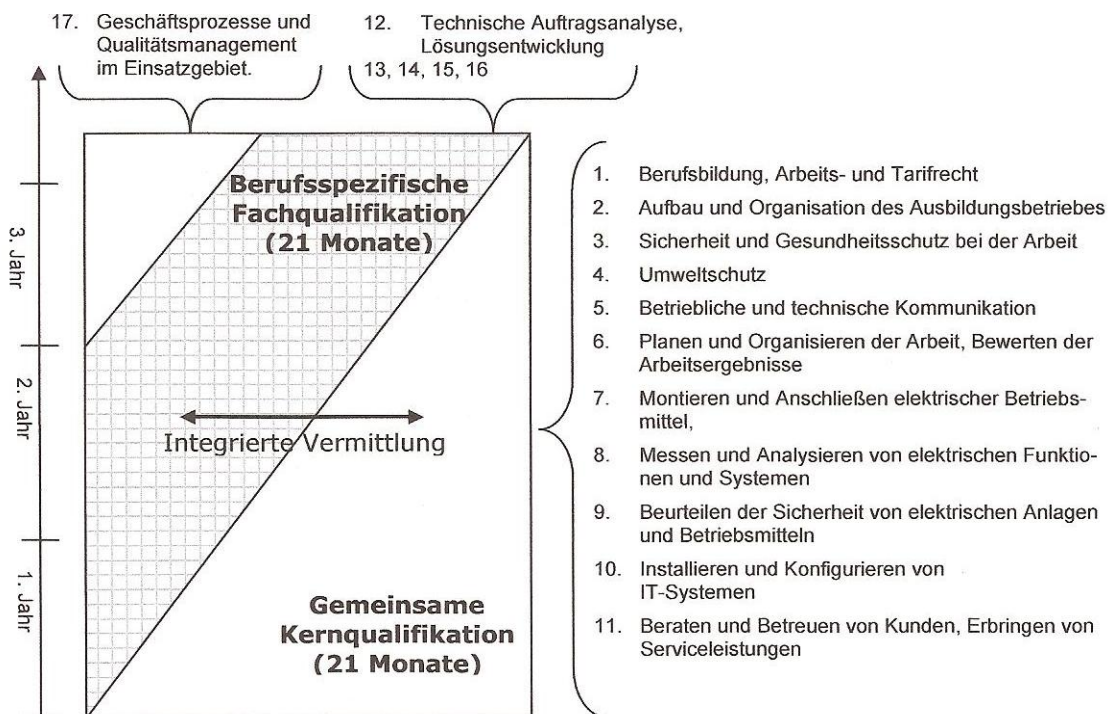 17. Geschäftsprozesse und
Qualitätsmanagement
im Einsatzgebiet.
12. Technische Auftragsanalyse,
Lösungsentwicklung
13, 14, 15, 16
3. Jahr
2. Jahr
1. Jahr
Berufsspezifische
Fachqualifikation
(21 Monate)
Integrierte Vermittlung
Gemeinsame
Kernqualifikation
(21 Monate)
1. Berufsbildung, Arbeits- und Tarifrecht
2. Aufbau und Organisation des Ausbildungsbetriebes
3. Sicherheit und Gesundheitsschutz bei der Arbeit
4. Umweltschutz
5. Betriebliche und technische Kommunikation
6. Planen und Organisieren der Arbeit, Bewerten der
Arbeitsergebnisse
7. Montieren und Anschließen elektrischer Betriebs-
mittel,
8. Messen und Analysieren von elektrischen Funktio-
nen und Systemen
9. Beurteilen der Sicherheit von elektrischen Anlagen
und Betriebsmitteln
10. Installieren und Konfigurieren von
IT-Systemen
11. Beraten und Betreuen von Kunden, Erbringen von
Serviceleistungen